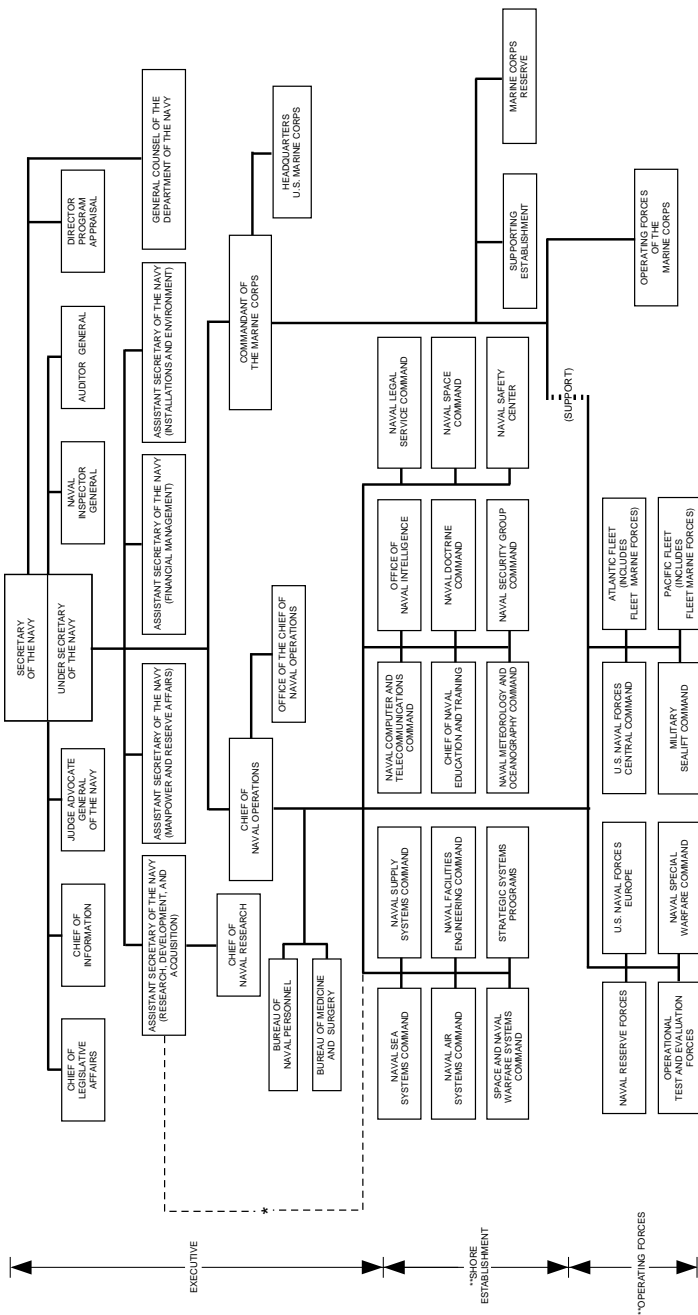 SECRETARY
OF THE NAVY
UNDER SECRETARY
OF THE NAVY
CHIEF OF
LEGISLATIVE
AFFAIRS
CHIEF OF
INFORMATION
JUDGE ADVOCATE
GENERAL
OF THE NAVY
NAVAL
INSPECTOR
GENERAL
AUDITOR GENERAL
DIRECTOR
PROGRAM
APPRAISAL
GENERAL COUNSEL OF THE
DEPARTMENT OF THE NAVY
ASSISTANT SECRETARY OF THE NAVY
(RESEARCH, DEVELOPMENT, AND
ACQUISITION)
ASSISTANT SECRETARY OF THE NAVY
(MANPOWER AND RESERVE AFFAIRS)
ASSISTANT SECRETARY OF THE NAVY
(FINANCIAL MANAGEMENT)
ASSISTANT SECRETARY OF THE NAVY
(INSTALLATIONS AND ENVIRONMENT)
CHIEF OF
NAVAL RESEARCH
CHIEF OF
NAVAL OPERATIONS
OFFICE OF THE CHIEF OF
NAVAL OPERATIONS
COMMANDANT OF
THE MARINE CORPS
HEADQUARTERS
U.S. MARINE CORPS
BUREAU OF
NAVAL PERSONNEL
BUREAU OF MEDICINE
AND SURGERY
*
EXECUTIVE
NAVAL SEA
SYSTEMS COMMAND
NAVAL SUPPLY
SYSTEMS COMMAND
NAVAL COMPUTER AND
TELECOMMUNICATIONS
COMMAND
OFFICE OF
NAVAL INTELLIGENCE
NAVAL LEGAL
SERVICE COMMAND
NAVAL AIR
SYSTEMS COMMAND
NAVAL FACILITIES
ENGINEERING COMMAND
CHIEF OF NAVAL
EDUCATION AND TRAINING
NAVAL DOCTRINE
COMMAND
NAVAL SPACE
COMMAND
SPACE AND NAVAL
WARFARE SYSTEMS
COMMAND
STRATEGIC SYSTEMS
PROGRAMS
NAVAL METEOROLOGY AND
OCEANOGRAPHY COMMAND
NAVAL SECURITY GROUP
COMMAND
NAVAL SAFETY
CENTER
SUPPORTING
ESTABLISHMENT
MARINE CORPS
RESERVE
**SHORE
ESTABLISHMENT
(SUPPORT)
OPERATING FORCES
OF THE
MARINE CORPS
NAVAL RESERVE FORCES
U.S. NAVAL FORCES
EUROPE
U.S. NAVAL FORCES
CENTRAL COMMAND
ATLANTIC FLEET
(INCLUDES
FLEET MARINE FORCES)
OPERATIONAL
TEST AND EVALUATION
FORCES
NAVAL SPECIAL
WARFARE COMMAND
MILITARY
SEALIFT COMMAND
PACIFIC FLEET
(INCLUDES
FLEET MARINE FORCES)
**OPERATING FORCES